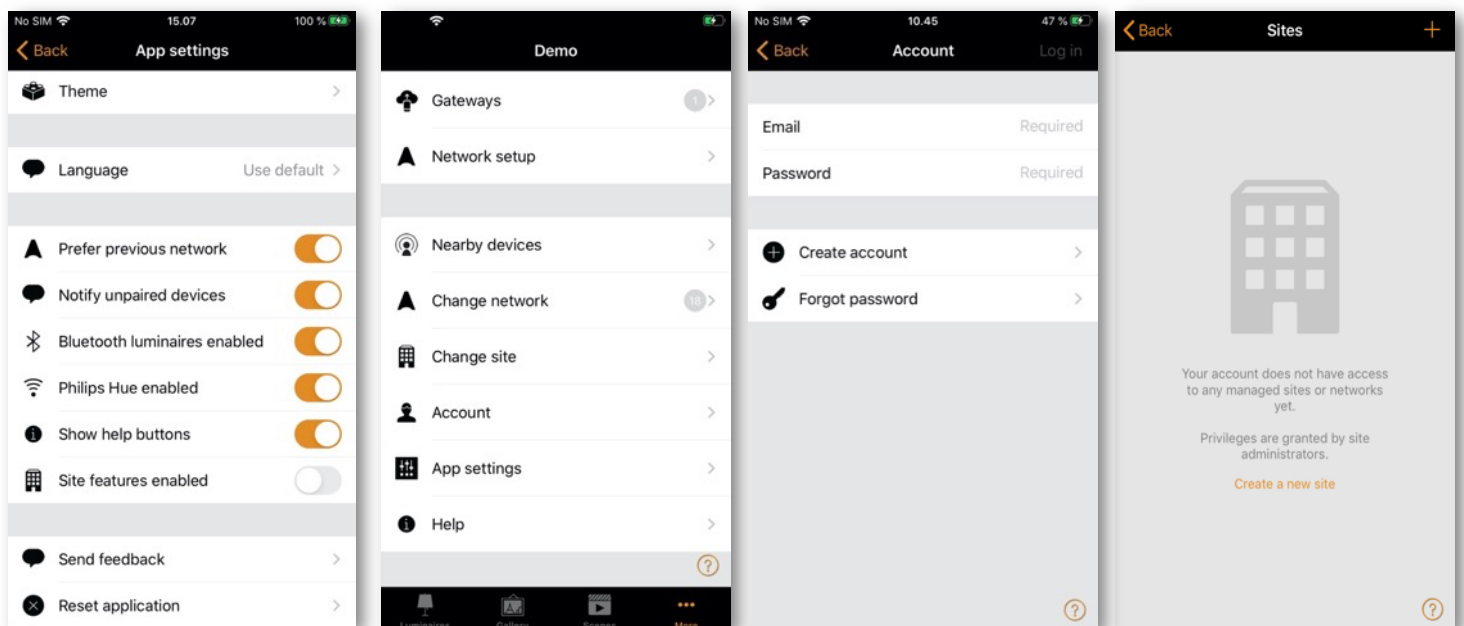 No SIM 15.07 100 %
Back App settings
Theme
Language Use default
Prefer previous network
Notify unpaired devices
Bluetooth luminaires enabled
Philips Hue enabled
Show help buttons
Site features enabled
Send feedback
Reset application
Demo
Gateways 1
Network setup
Nearby devices
Change network 18
Change site
Account
App settings
Help
?
Luminaires Gallery Scenes More
No SIM 10.45 47 %
Back Account Log in
Email Required
Password Required
Create account
Forgot password
?
Back Sites +
Your account does not have access
to any managed sites or networks
yet.
Privileges are granted by site
administrators.
Create a new site
?